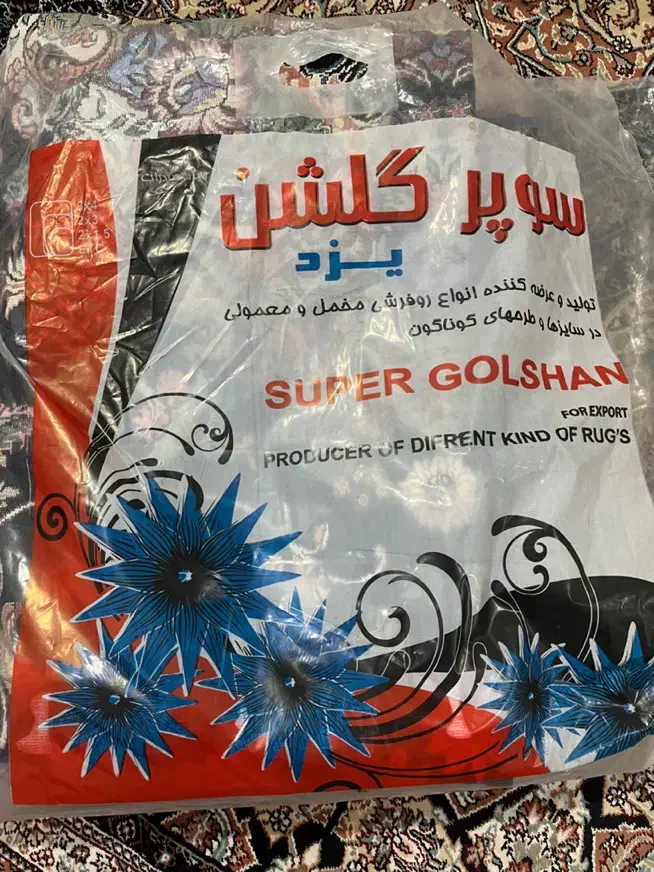 سوپر گلشن
یزد
تولید و عرضه کننده انواع روفرشی مخمل و معمولی
در سایزها و طرحهای گوناگون
SUPER GOLSHAN
FOR EXPORT
PRODUCER OF DIFRENT KIND OF RUG'S